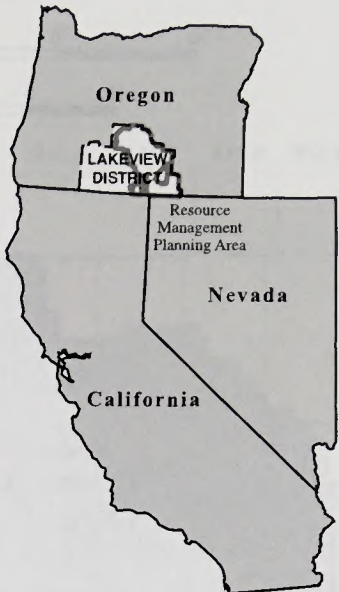 Oregon
LAKEVIEW
DISTRICT
Resource
Management
Planning Area
Nevada
California